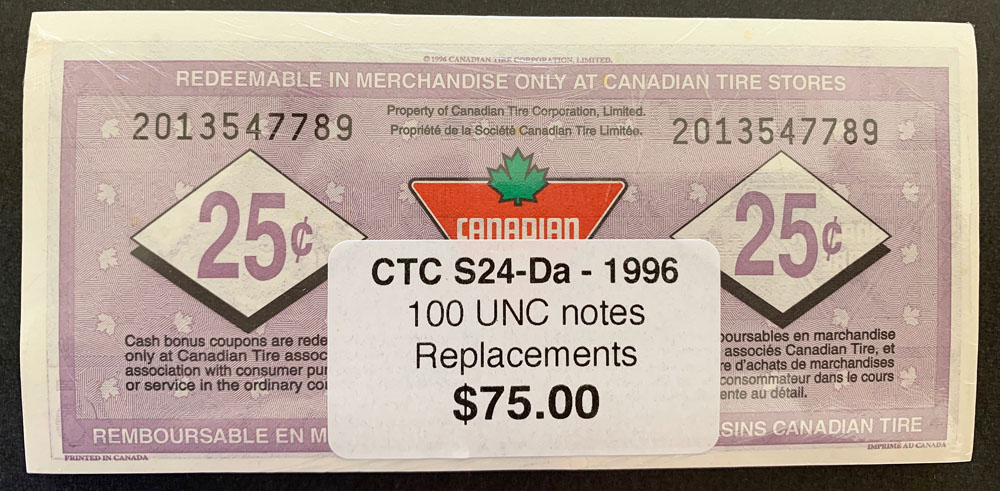 © 1996 CANADIAN TIRE CORPORATION, LIMITED.
REDEEMABLE IN MERCHANDISE ONLY AT CANADIAN TIRE STORES
Property of Canadian Tire Corporation, Limited.
Propriété de la Société Canadian Tire Limitée.
2013547789
2013547789
25¢
CANADIAN
25¢
CTC S24-Da - 1996
100 UNC notes
Replacements
$75.00
Cash bonus coupons are rede
only at Canadian Tire assoc
association with consumer pur
or service in the ordinary
boursables en marchandise
associés Canadian Tire, et
re d'achats de marchandises
consommateur dans le cours
ente au détail.
REMBOURSABLE EN M
SINS CANADIAN TIRE
PRINTED IN CANADA
IMPRIMÉ AU CANADA